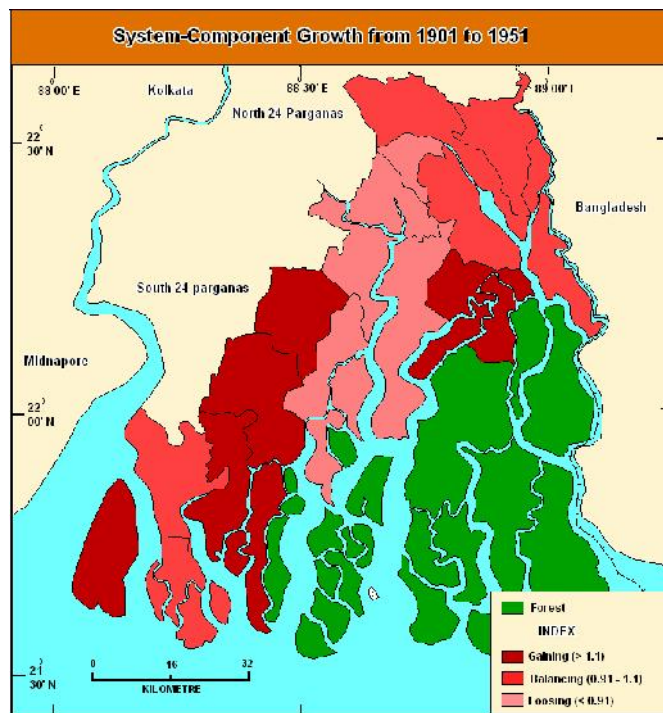 System-Component Growth from 1901 to 1951
88° 00' E
88° 30' E
89° 00' E
Kolkata
North 24 Parganas
22° 30' N
Bangladesh
South 24 parganas
Midnapore
22° 00' N
Forest
INDEX
Gaining (> 1.1)
Balancing (0.91 - 1.1)
Loosing (< 0.91)
0 16 32
KILOMETRE
21° 30' N